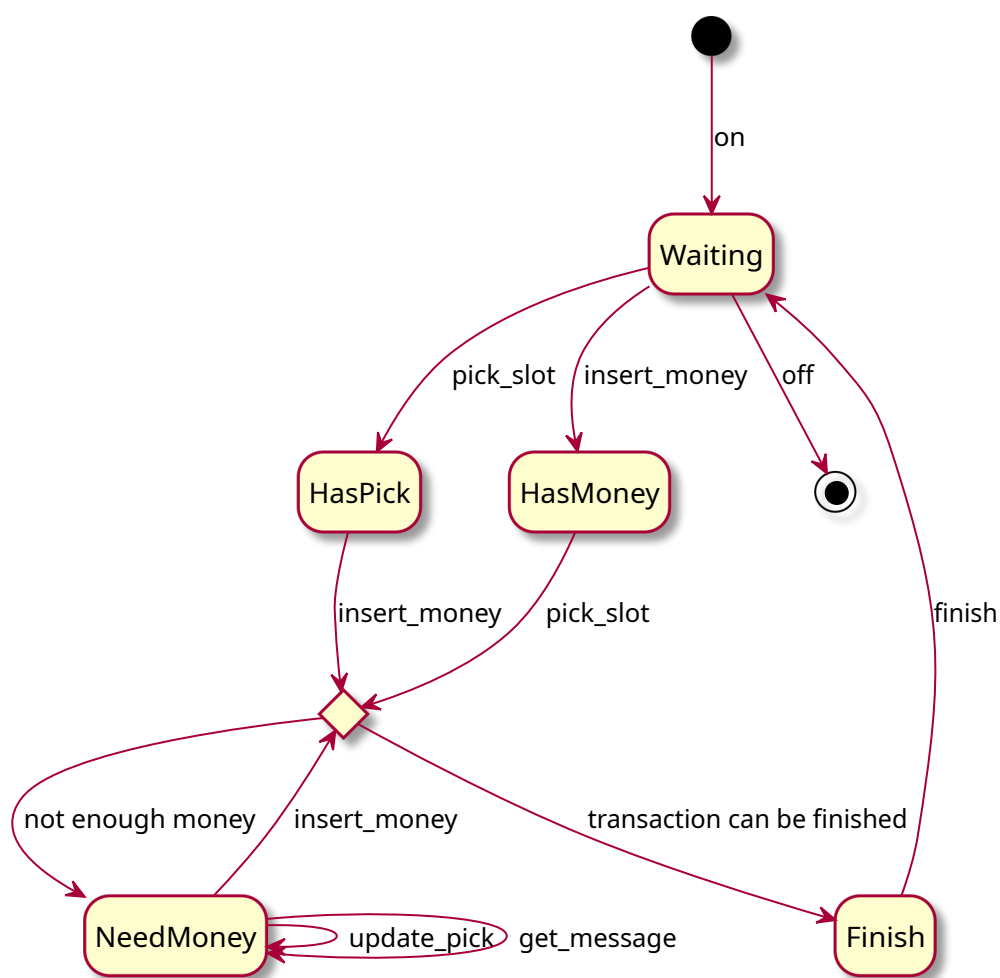 on
Waiting
pick_slot
insert_money
off
HasPick
HasMoney
insert_money
pick_slot
finish
not enough money
insert_money
transaction can be finished
NeedMoney
update_pick
get_message
Finish